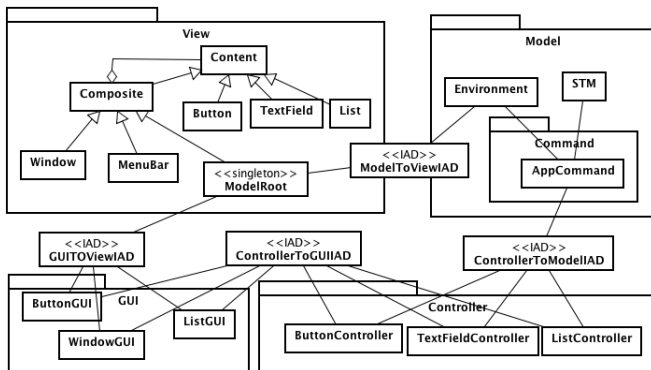 View
Content
Composite
Button
TextField
List
Window
MenuBar
<<singleton>>
ModelRoot
<<IAD>>
ModelToViewIAD
Model
Environment
STM
Command
AppCommand
<<IAD>>
GUITOViewIAD
<<IAD>>
ControllerToGUIIAD
<<IAD>>
ControllerToModelIAD
GUI
ButtonGUI
WindowGUI
ListGUI
Controller
ButtonController
TextFieldController
ListController